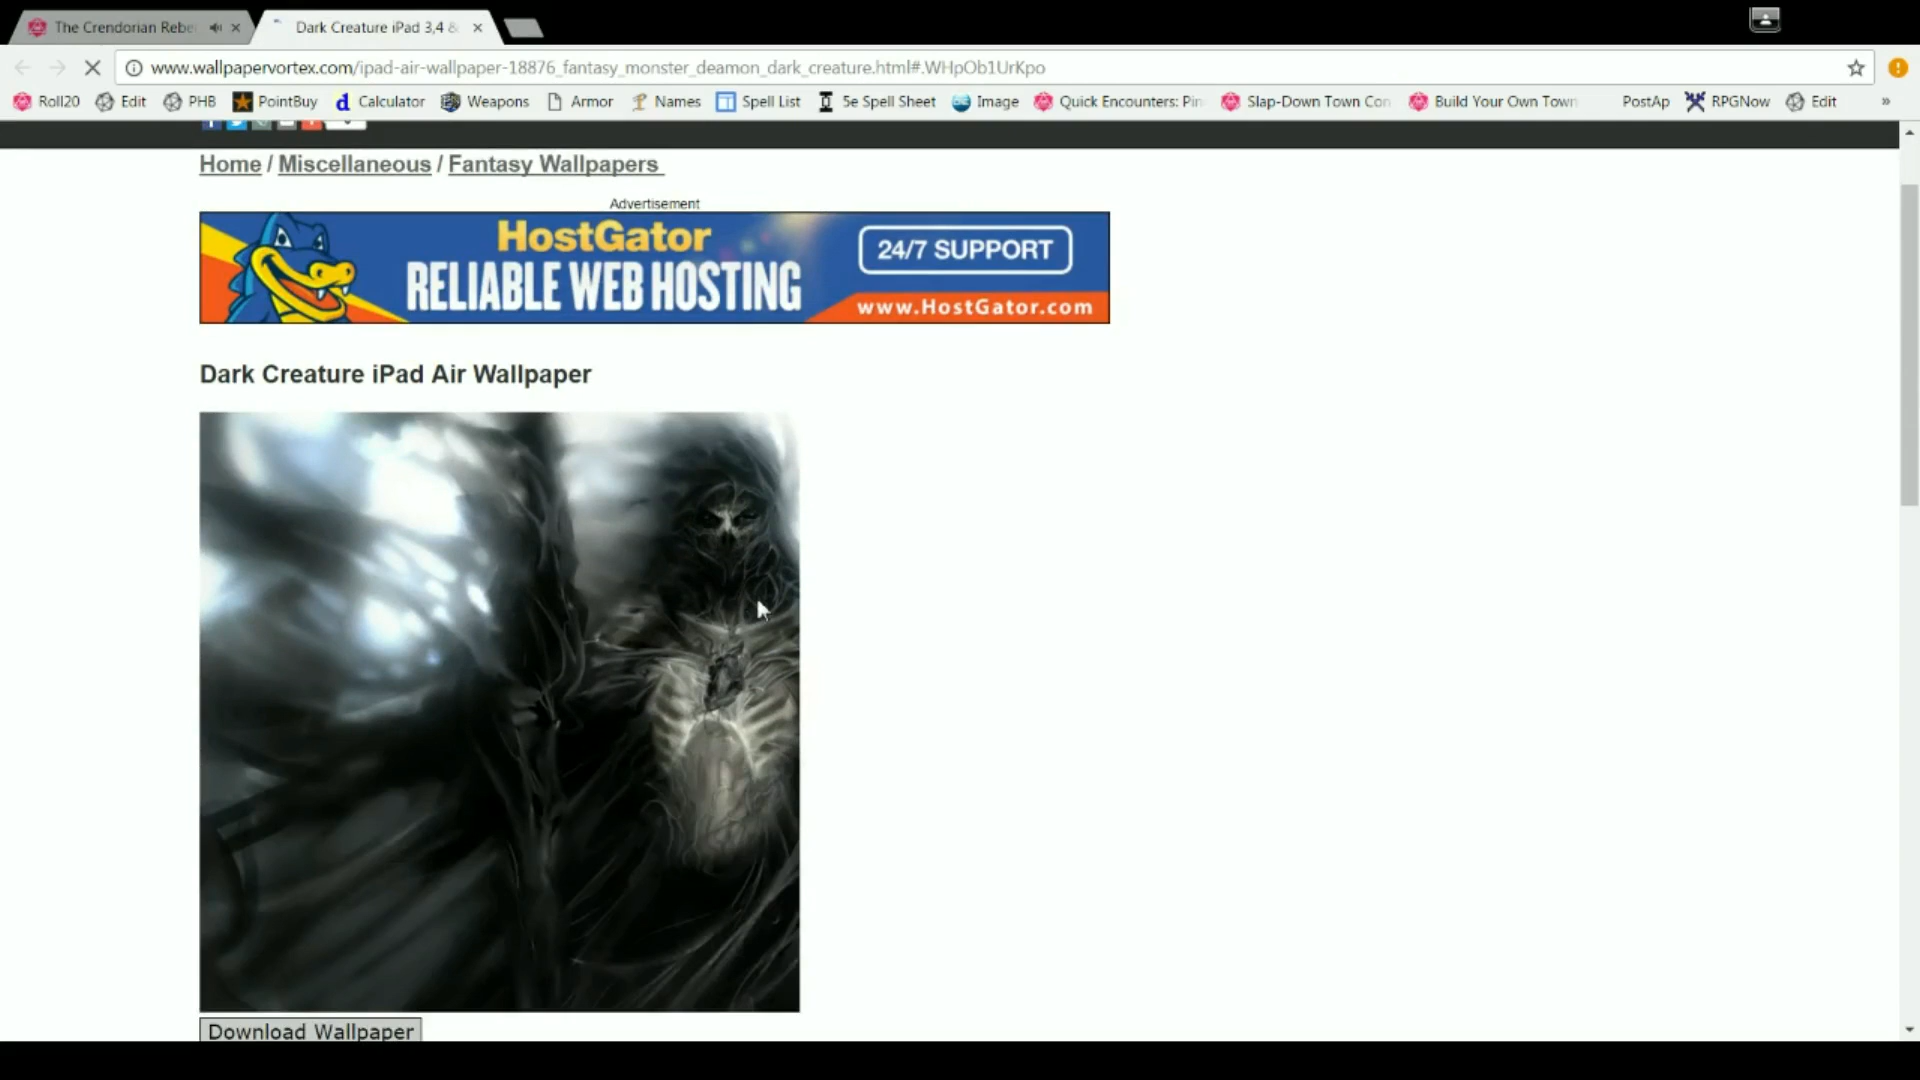 The Crendorian Rebe
Dark Creature iPad 3,4 &
www.wallpapervortex.com/ipad-air-wallpaper-18876_fantasy_monster_deamon_dark_creature.html#.WHpOb1UrKpo
Roll20 Edit PHB PointBuy Calculator Weapons Armor Names Spell List 5e Spell Sheet Image Quick Encounters: Pin Slap-Down Town Con Build Your Own Town PostAp RPGNow Edit »
Home / Miscellaneous / Fantasy Wallpapers
Advertisement
HostGator
RELIABLE WEB HOSTING
24/7 SUPPORT
www.HostGator.com
Dark Creature iPad Air Wallpaper
Download Wallpaper